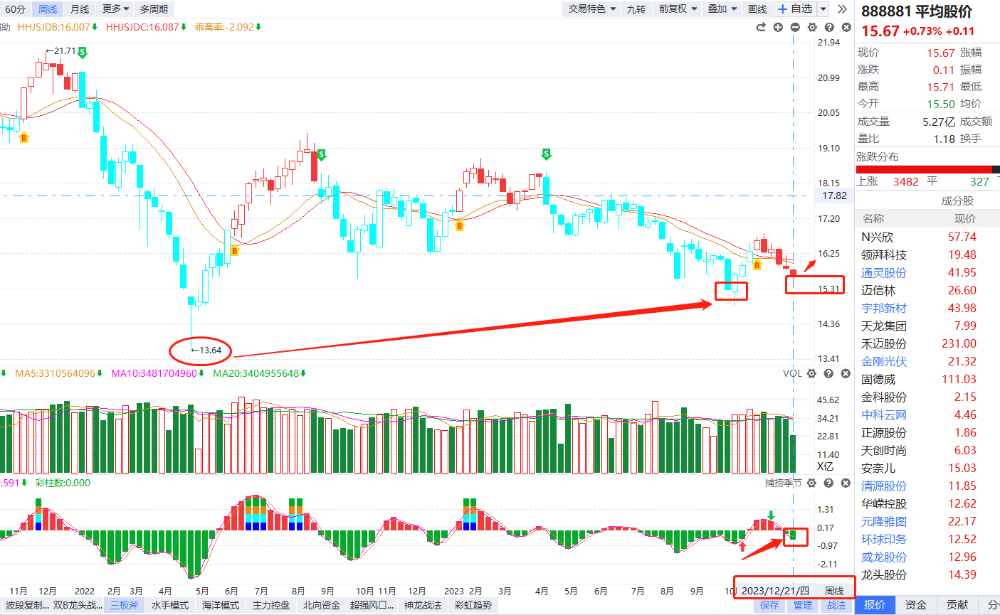 60分 周线 月线 更多 多周期 交易特色 九转 前复权 叠加 画线 + 自选
888881 平均股价
HHJSJDB:16.007 HHJSJDC:16.087 乖离率:-2.092
15.67 +0.73% +0.11
现价 15.67 涨幅
涨跌 0.11 振幅
最高 15.71 最低
今开 15.50 均价
成交量 5.27亿 成交额
量比 1.18 换手
涨跌分布
上涨 3482 平 327
成分股
名称 现价
N兴欣 57.74
领湃科技 19.48
通灵股份 41.95
迈信林 26.60
宇邦新材 43.98
天龙集团 7.99
禾迈股份 231.00
金刚光伏 21.32
固德威 111.03
金科股份 2.15
中科云网 4.46
正源股份 1.86
天创时尚 6.03
安奈儿 15.03
清源股份 11.85
华嵘控股 12.62
元隆雅图 22.17
环球印务 12.52
威龙股份 12.96
龙头股份 14.39
报价 资金 贡献
←21.71
S
B
B
S
B
S
B
←13.64
21.94
20.99
20.05
19.10
18.15
17.82
17.20
16.25
15.31
14.36
13.41
MA5:3310564096 MA10:3481704960 MA20:3404955648 VOL
45.62
34.21
22.81
11.40
X亿
.591 彩柱数:0.000 捕捞季节
1.31
0.17
-0.97
-2.11
11月 12月 2022 2月 3月 4月 5月 6月 7月 8月 9月 10月 11月 12月 2023 2月 3月 4月 5月 6月 7月 8月 9月 2023/12/21/四 周线
波段复制... 双B龙头战... 三板斧 水手模式 海洋模式 主力控盘 北向资金 超强风口... 神龙战法 彩虹趋势 保存 管理 战法